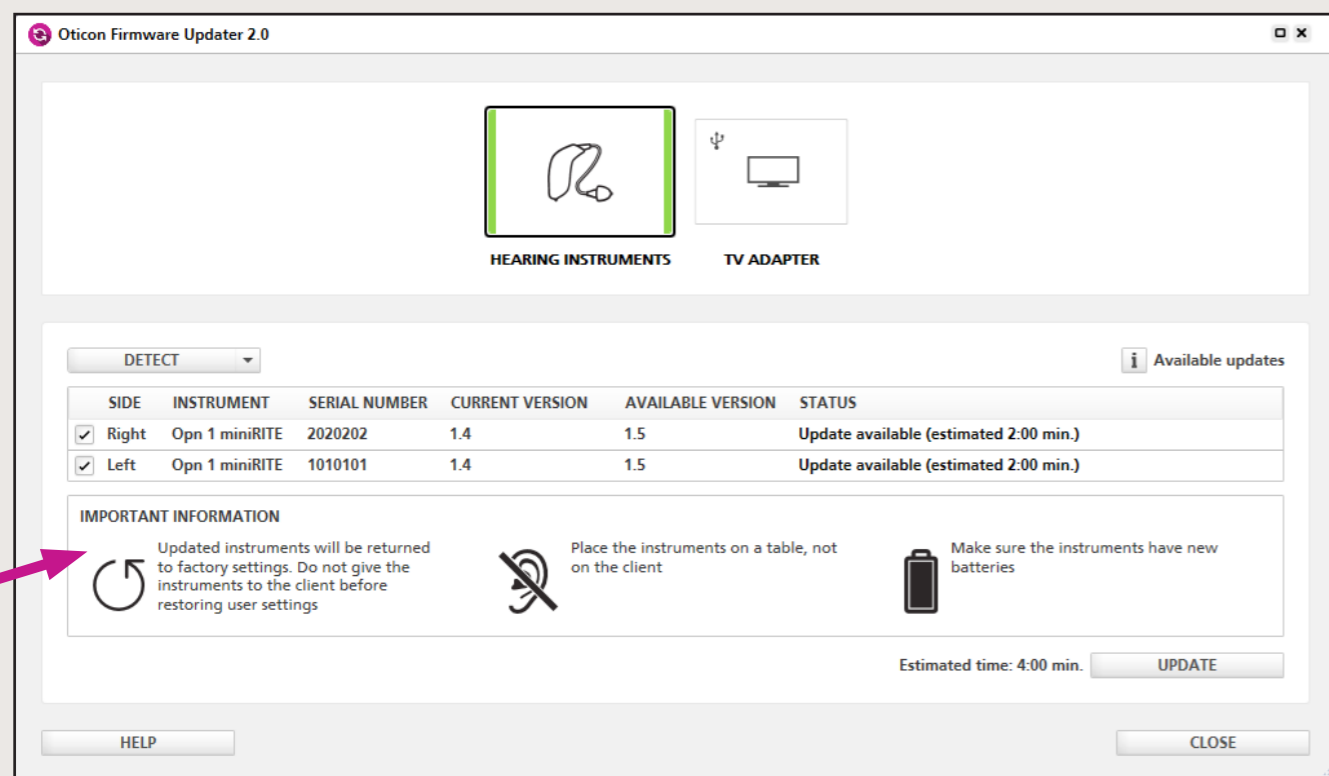 Oticon Firmware Updater 2.0
HEARING INSTRUMENTS
TV ADAPTER
DETECT
i Available updates
SIDE INSTRUMENT SERIAL NUMBER CURRENT VERSION AVAILABLE VERSION STATUS
Right Opn 1 miniRITE 2020202 1.4 1.5 Update available (estimated 2:00 min.)
Left Opn 1 miniRITE 1010101 1.4 1.5 Update available (estimated 2:00 min.)
IMPORTANT INFORMATION
Updated instruments will be returned
to factory settings. Do not give the
instruments to the client before
restoring user settings
Place the instruments on a table, not
on the client
Make sure the instruments have new
batteries
Estimated time: 4:00 min.
UPDATE
HELP
CLOSE